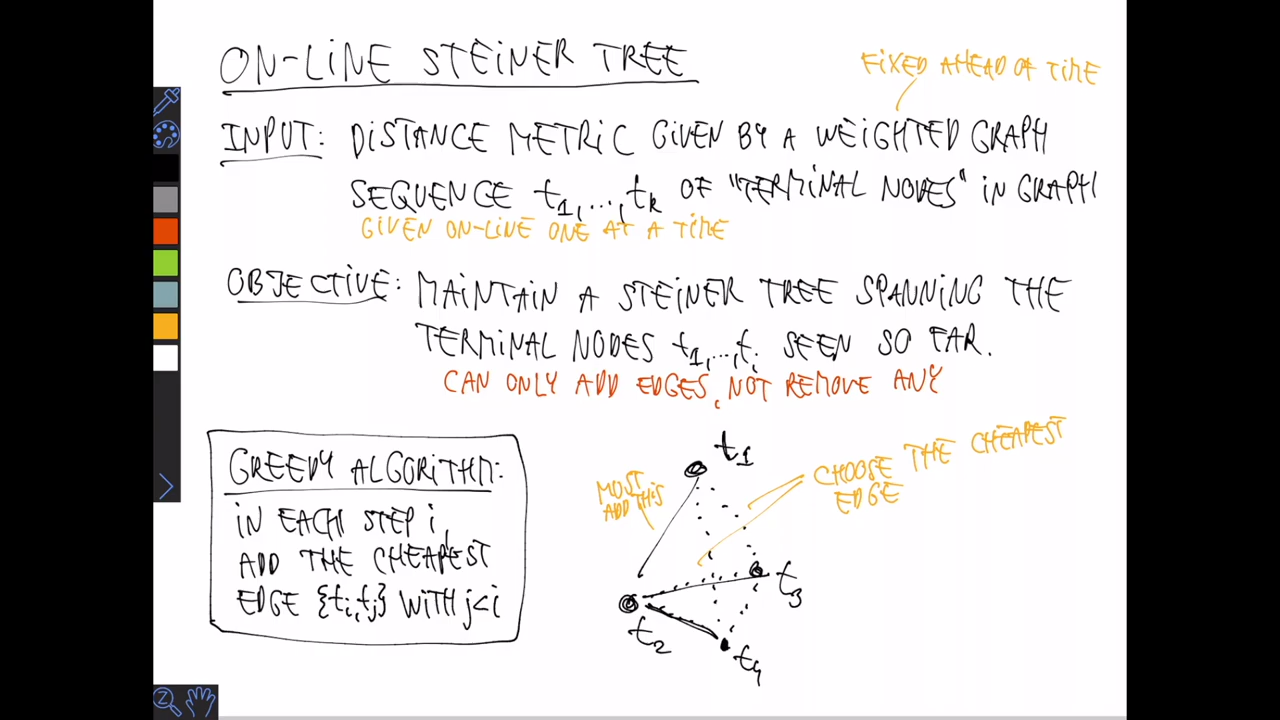 ON-LINE STEINER TREE
FIXED AHEAD OF TIME
INPUT: DISTANCE METRIC GIVEN BY A WEIGHTED GRAPH
SEQUENCE t1,...,tk OF "TERMINAL NODES" IN GRAPH
GIVEN ON-LINE ONE AT A TIME
OBJECTIVE: MAINTAIN A STEINER TREE SPANNING THE
TERMINAL NODES t1,...,ti SEEN SO FAR.
CAN ONLY ADD EDGES, NOT REMOVE ANY
GREEDY ALGORITHM:
IN EACH STEP i,
ADD THE CHEAPEST
EDGE {ti,tj} WITH j<i
t1
MOST
ADD THIS
CHOOSE THE CHEAPEST
EDGE
t3
t2
t4
Z